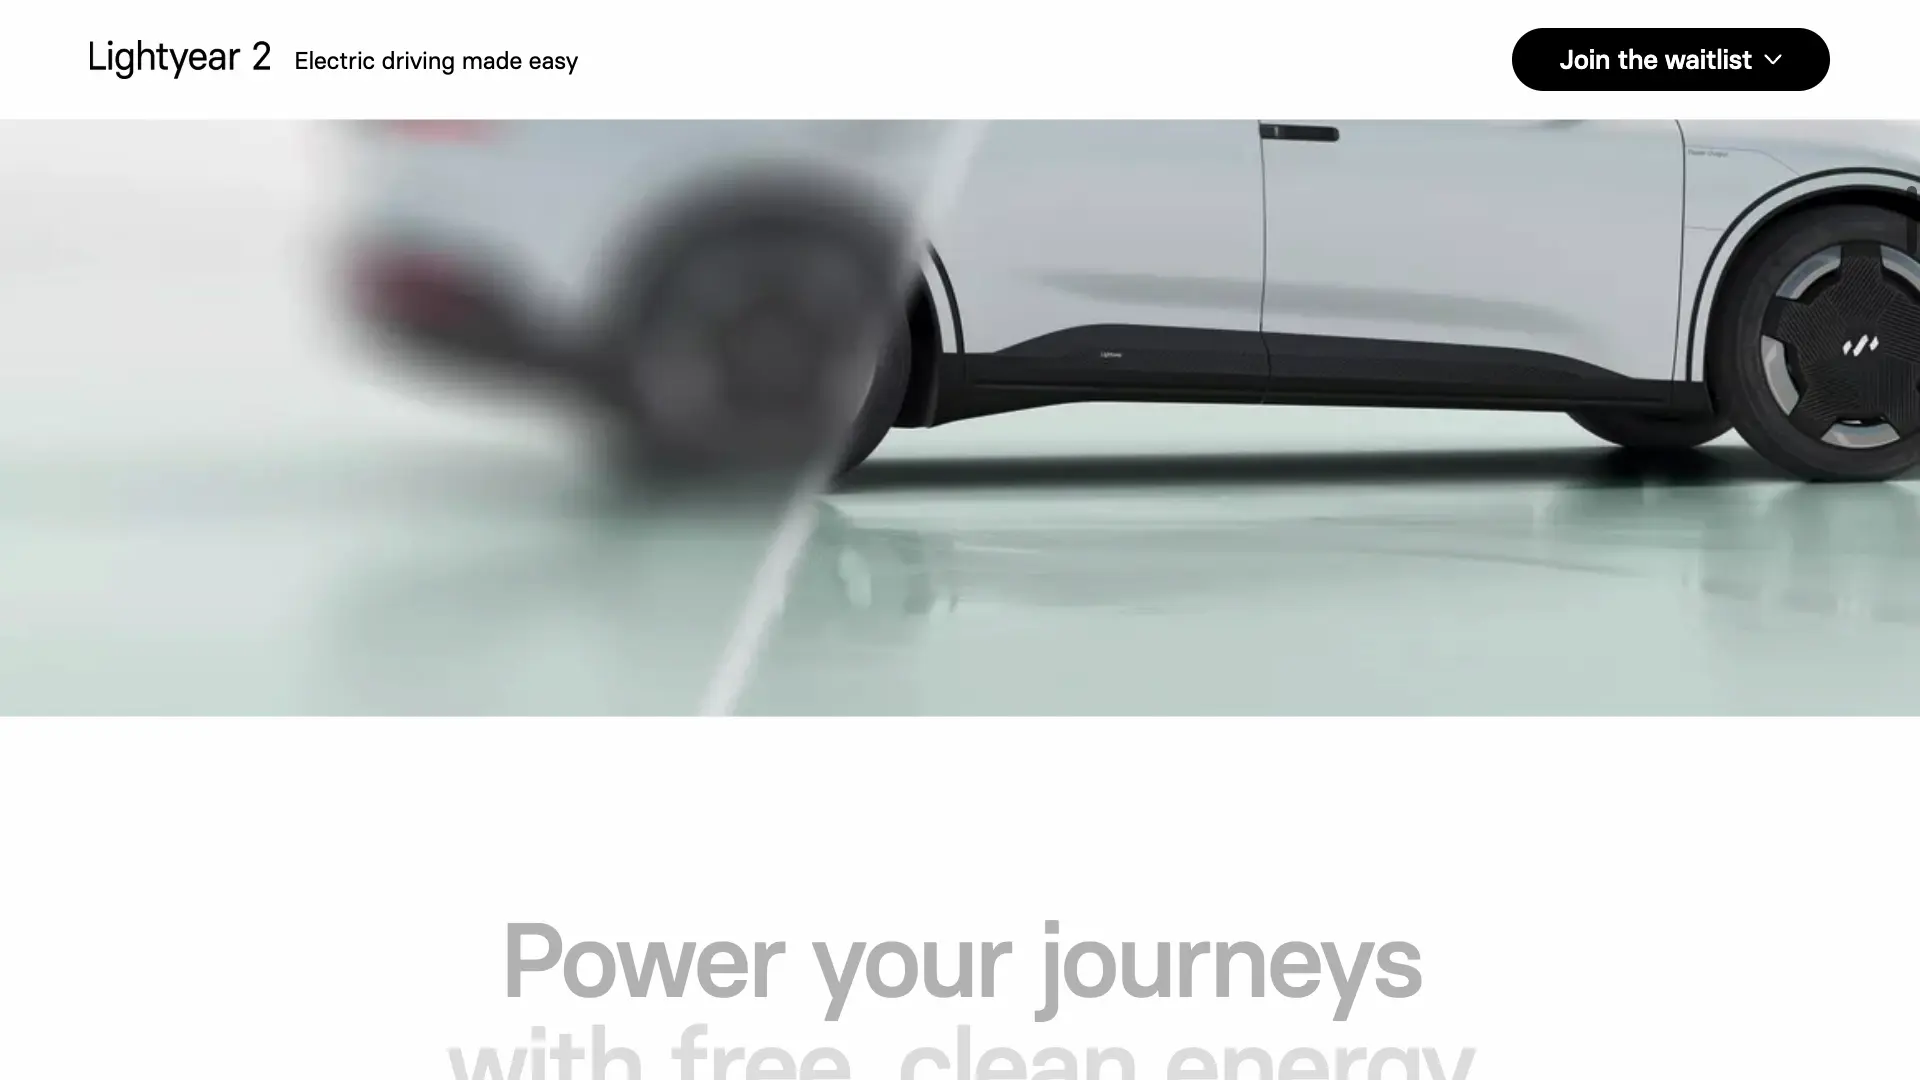 Lightyear 2
Electric driving made easy
Join the waitlist
Power your journeys
with free, clean energy